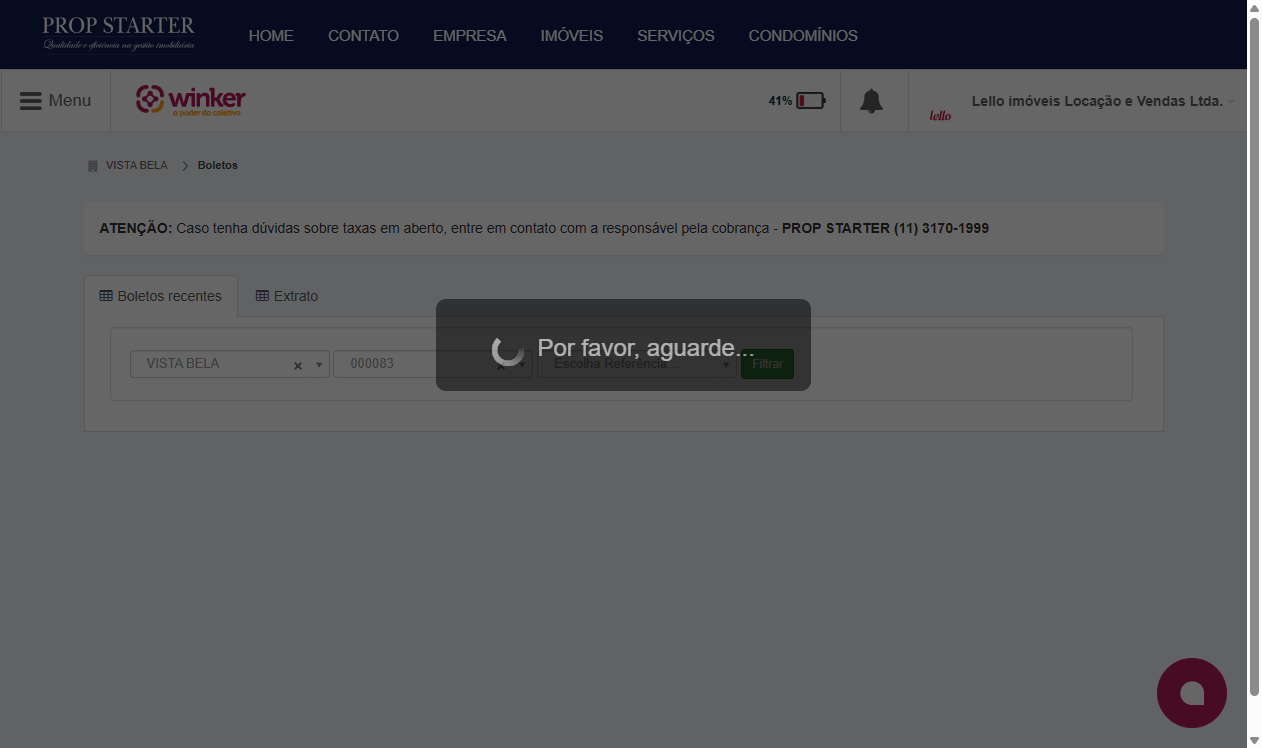 PROP STARTER
Qualidade e eficiência na gestão imobiliária
HOME CONTATO EMPRESA IMÓVEIS SERVIÇOS CONDOMÍNIOS
Menu
winker
o poder do coletivo
41%
lello
Lello imóveis Locação e Vendas Ltda.
VISTA BELA Boletos
ATENÇÃO: Caso tenha dúvidas sobre taxas em aberto, entre em contato com a responsável pela cobrança - PROP STARTER (11) 3170-1999
Boletos recentes Extrato
Por favor, aguarde...
VISTA BELA × 000083 × Escolha Referência... Filtrar